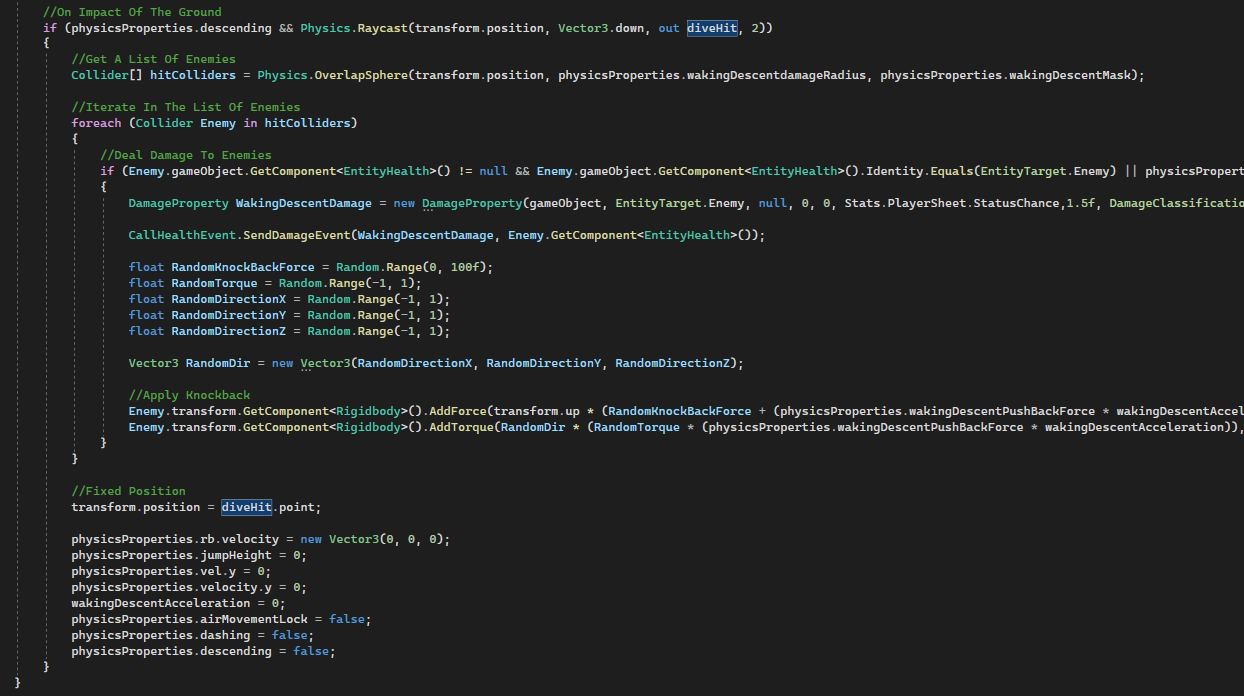 //On Impact Of The Ground
if (physicsProperties.descending && Physics.Raycast(transform.position, Vector3.down, out diveHit, 2))
{
//Get A List Of Enemies
Collider[] hitColliders = Physics.OverlapSphere(transform.position, physicsProperties.wakingDescentdamageRadius, physicsProperties.wakingDescentMask);
//Iterate In The List Of Enemies
foreach (Collider Enemy in hitColliders)
{
//Deal Damage To Enemies
if (Enemy.gameObject.GetComponent<EntityHealth>() != null && Enemy.gameObject.GetComponent<EntityHealth>().Identity.Equals(EntityTarget.Enemy) || physicsPropert
{
DamageProperty WakingDescentDamage = new DamageProperty(gameObject, EntityTarget.Enemy, null, 0, 0, Stats.PlayerSheet.StatusChance,1.5f, DamageClassificatio
CallHealthEvent.SendDamageEvent(WakingDescentDamage, Enemy.GetComponent<EntityHealth>());
float RandomKnockBackForce = Random.Range(0, 100f);
float RandomTorque = Random.Range(-1, 1);
float RandomDirectionX = Random.Range(-1, 1);
float RandomDirectionY = Random.Range(-1, 1);
float RandomDirectionZ = Random.Range(-1, 1);
Vector3 RandomDir = new Vector3(RandomDirectionX, RandomDirectionY, RandomDirectionZ);
//Apply Knockback
Enemy.transform.GetComponent<Rigidbody>().AddForce(transform.up * (RandomKnockBackForce + (physicsProperties.wakingDescentPushBackForce * wakingDescentAccel
Enemy.transform.GetComponent<Rigidbody>().AddTorque(RandomDir * (RandomTorque * (physicsProperties.wakingDescentPushBackForce * wakingDescentAcceleration)),
}
}
//Fixed Position
transform.position = diveHit.point;
physicsProperties.rb.velocity = new Vector3(0, 0, 0);
physicsProperties.jumpHeight = 0;
physicsProperties.vel.y = 0;
physicsProperties.velocity.y = 0;
wakingDescentAcceleration = 0;
physicsProperties.airMovementLock = false;
physicsProperties.dashing = false;
physicsProperties.descending = false;
}
}